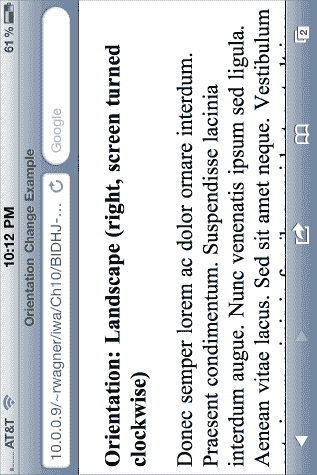 AT&T 10:12 PM 61%
Orientation Change Example
10.0.0.9/~rwagner/iwa/Ch10/BIDHJ-... Google
Orientation: Landscape (right, screen turned
clockwise)
Donec semper lorem ac dolor ornare interdum.
Praesent condimentum. Suspendisse lacinia
interdum augue. Nunc venenatis ipsum sed ligula.
Aenean vitae lacus. Sed sit amet neque. Vestibulum
2